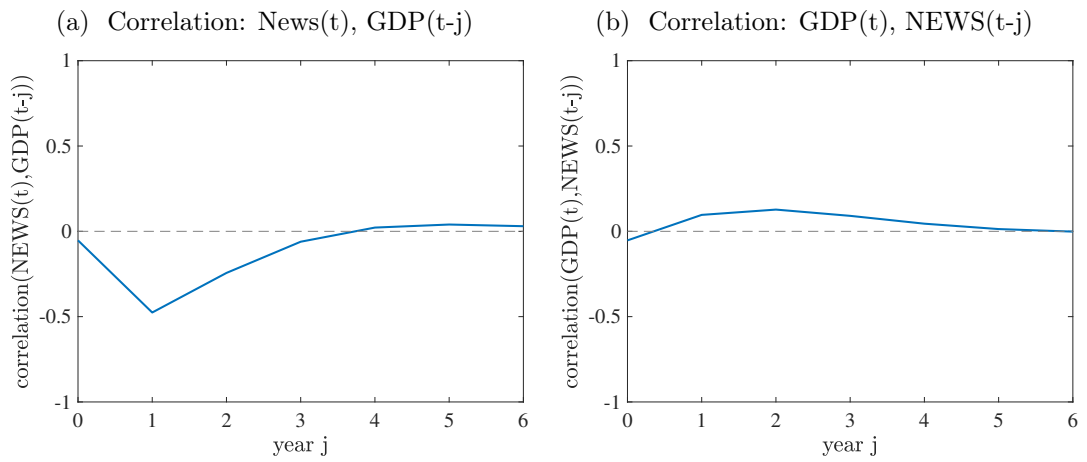 (a) Correlation: News(t), GDP(t-j)
correlation(NEWS(t),GDP(t-j))
1
0.5
0
-0.5
-1
0 1 2 3 4 5 6
year j
(b) Correlation: GDP(t), NEWS(t-j)
correlation(GDP(t),NEWS(t-j))
1
0.5
0
-0.5
-1
0 1 2 3 4 5 6
year j